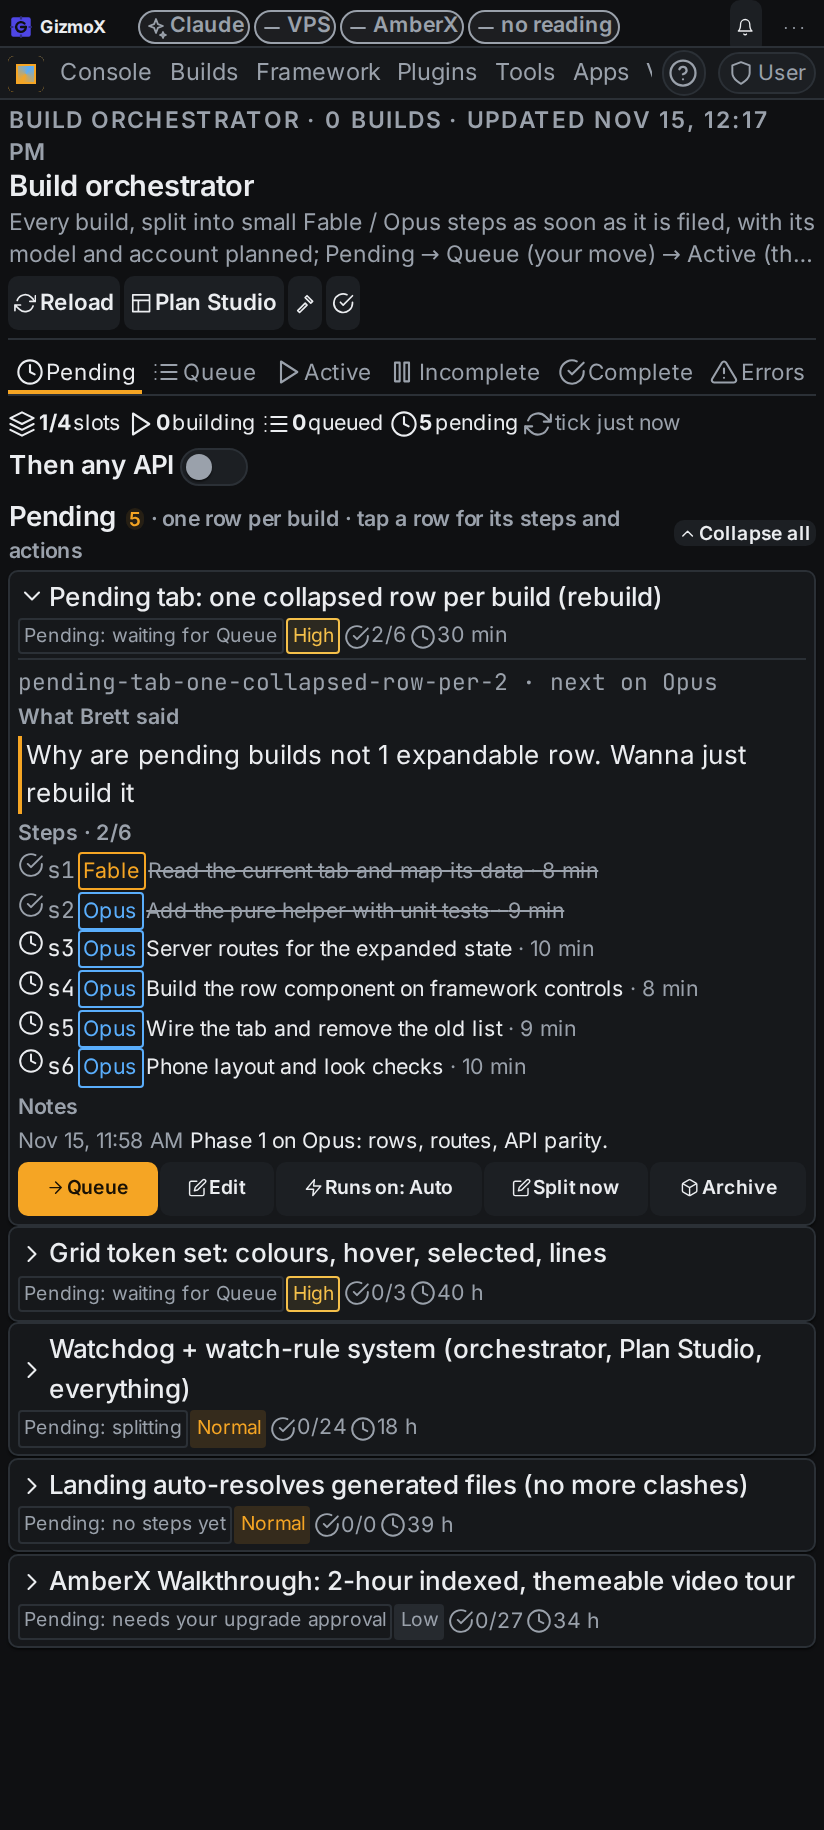 GizmoX Claude — VPS — AmberX — no reading ...
Console Builds Framework Plugins Tools Apps User
BUILD ORCHESTRATOR · 0 BUILDS · UPDATED NOV 15, 12:17
PM
Build orchestrator
Every build, split into small Fable / Opus steps as soon as it is filed, with its
model and account planned; Pending → Queue (your move) → Active (th...
Reload Plan Studio
Pending Queue Active Incomplete Complete Errors
1/4 slots 0 building 0 queued 5 pending tick just now
Then any API
Pending 5 · one row per build · tap a row for its steps and
actions
Collapse all
Pending tab: one collapsed row per build (rebuild)
Pending: waiting for Queue High 2/6 30 min
pending-tab-one-collapsed-row-per-2 · next on Opus
What Brett said
Why are pending builds not 1 expandable row. Wanna just
rebuild it
Steps · 2/6
s1 Fable Read the current tab and map its data · 8 min
s2 Opus Add the pure helper with unit tests · 9 min
s3 Opus Server routes for the expanded state · 10 min
s4 Opus Build the row component on framework controls · 8 min
s5 Opus Wire the tab and remove the old list · 9 min
s6 Opus Phone layout and look checks · 10 min
Notes
Nov 15, 11:58 AM Phase 1 on Opus: rows, routes, API parity.
→ Queue Edit Runs on: Auto Split now Archive
Grid token set: colours, hover, selected, lines
Pending: waiting for Queue High 0/3 40 h
Watchdog + watch-rule system (orchestrator, Plan Studio,
everything)
Pending: splitting Normal 0/24 18 h
Landing auto-resolves generated files (no more clashes)
Pending: no steps yet Normal 0/0 39 h
AmberX Walkthrough: 2-hour indexed, themeable video tour
Pending: needs your upgrade approval Low 0/27 34 h